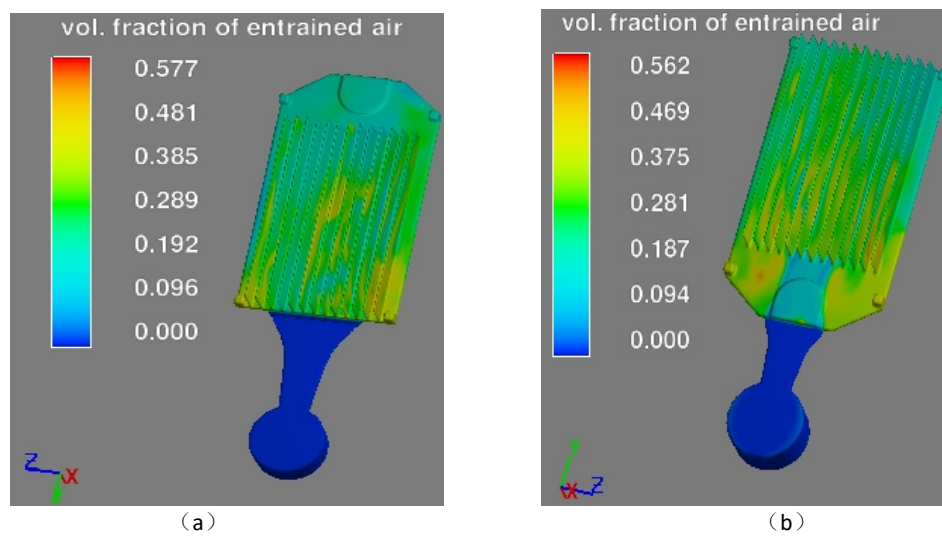 vol. fraction of entrained air
0.577
0.481
0.385
0.289
0.192
0.096
0.000
Z
X
（a）
vol. fraction of entrained air
0.562
0.469
0.375
0.281
0.187
0.094
0.000
Y
X Z
（b）